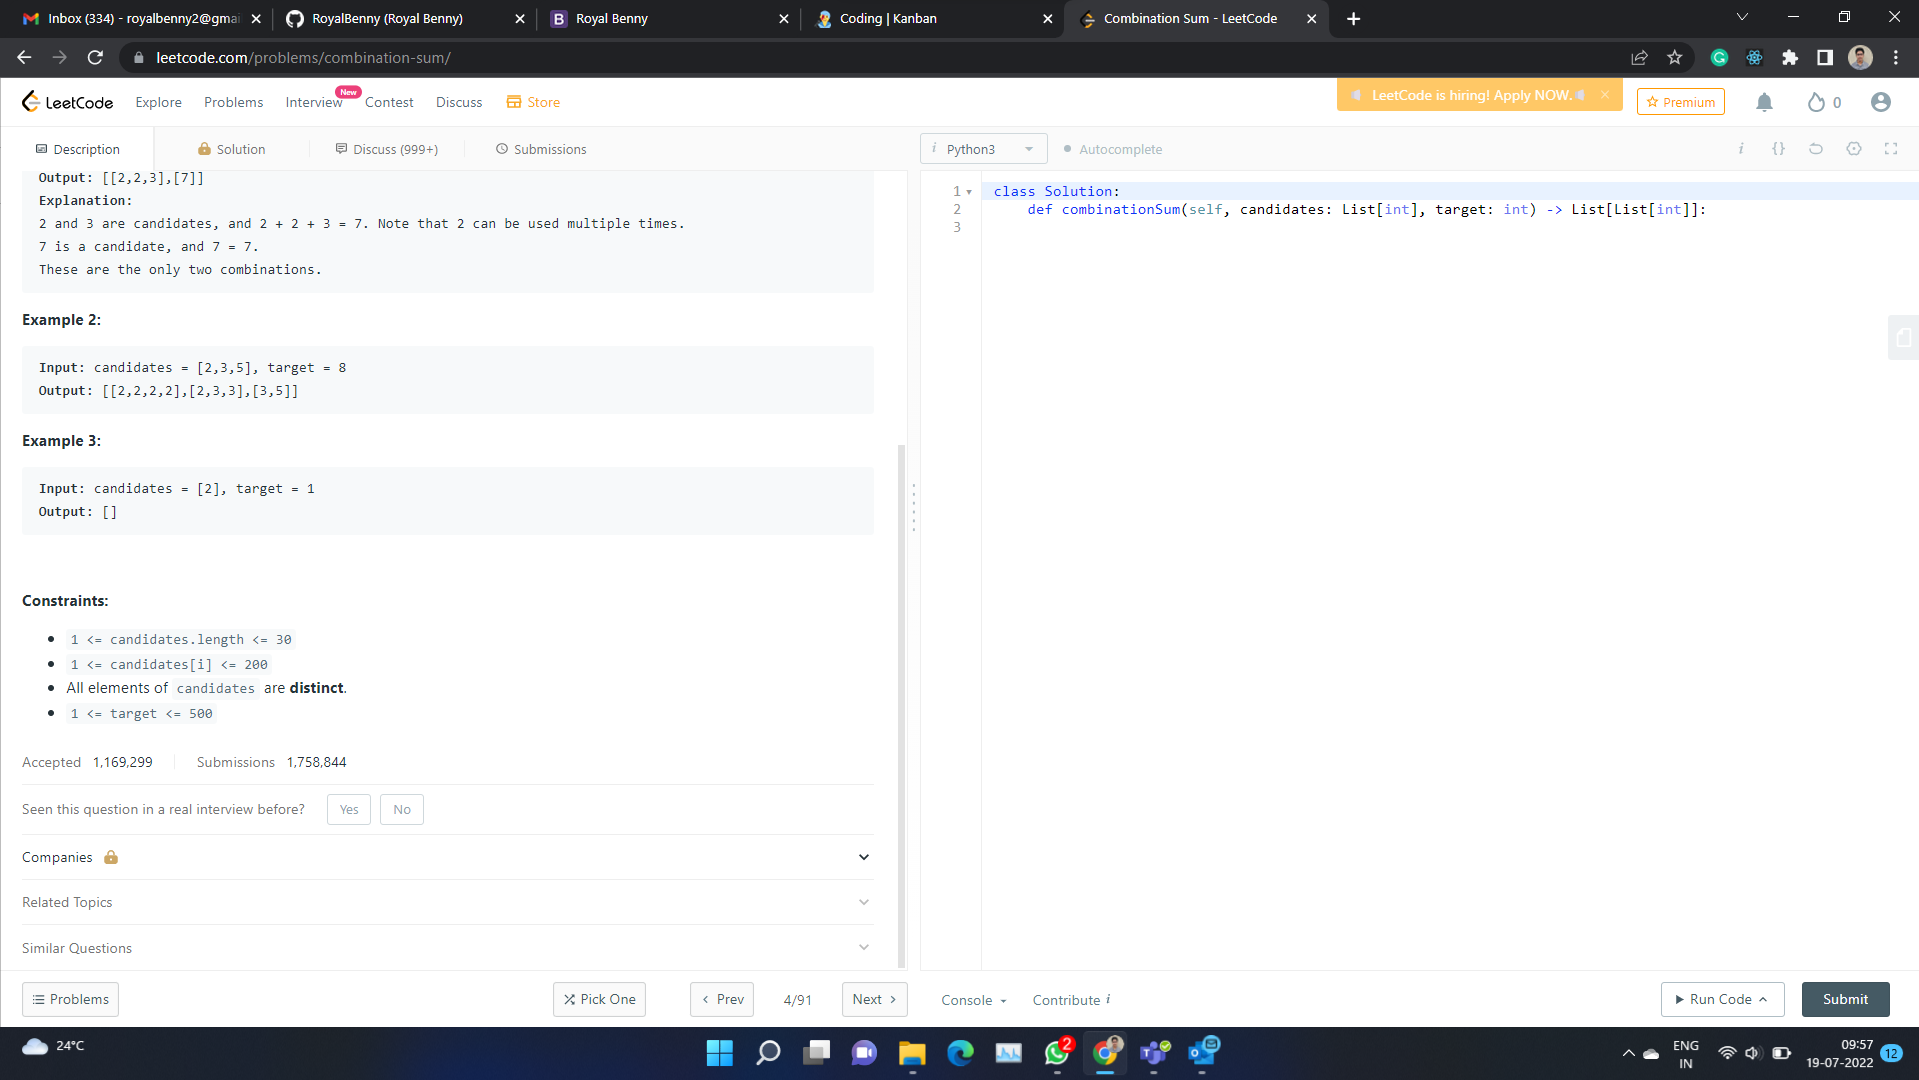 Inbox (334) - royalbenny2@gmai
RoyalBenny (Royal Benny)
B Royal Benny
Coding | Kanban
Combination Sum - LeetCode
leetcode.com/problems/combination-sum/
LeetCode Explore Problems Interview New Contest Discuss Store
LeetCode is hiring! Apply NOW.
Premium
0
Description Solution Discuss (999+) Submissions
i Python3 Autocomplete
i {}
Output: [[2,2,3],[7]]
Explanation:
2 and 3 are candidates, and 2 + 2 + 3 = 7. Note that 2 can be used multiple times.
7 is a candidate, and 7 = 7.
These are the only two combinations.
Example 2:
Input: candidates = [2,3,5], target = 8
Output: [[2,2,2,2],[2,3,3],[3,5]]
Example 3:
Input: candidates = [2], target = 1
Output: []
Constraints:
1 <= candidates.length <= 30
1 <= candidates[i] <= 200
All elements of candidates are distinct.
1 <= target <= 500
Accepted 1,169,299 Submissions 1,758,844
Seen this question in a real interview before? Yes No
Companies
Related Topics
Similar Questions
1 class Solution:
2 def combinationSum(self, candidates: List[int], target: int) -> List[List[int]]:
3
Problems Pick One Prev 4/91 Next Console Contribute i Run Code Submit
24°C
2
ENG
IN
09:57
19-07-2022
12